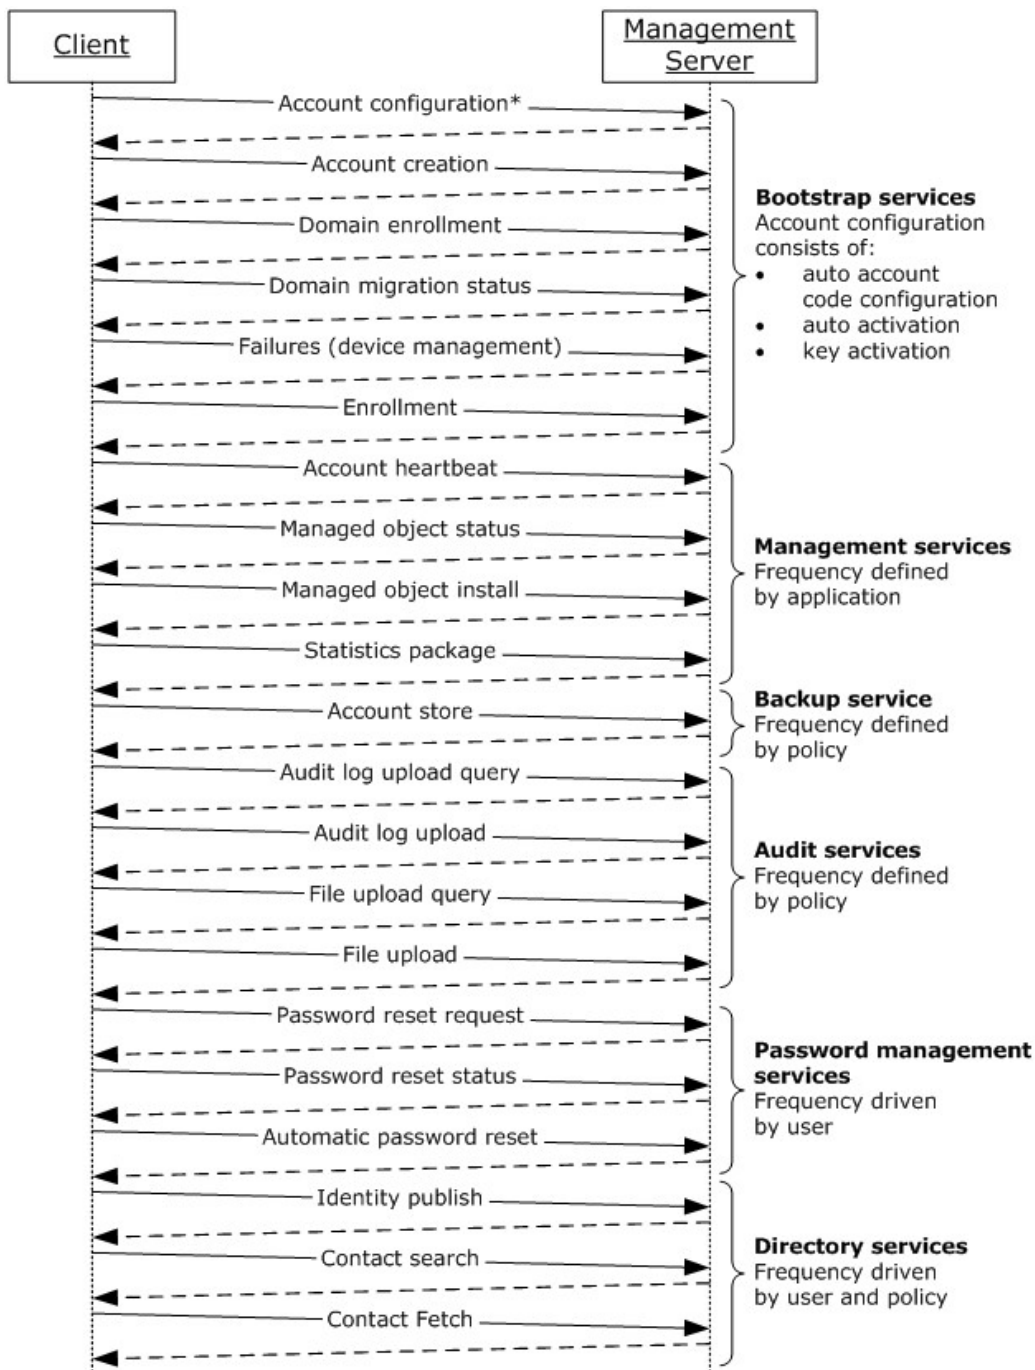 Client
Management
Server
Account configuration*
Account creation
Domain enrollment
Domain migration status
Failures (device management)
Enrollment
Bootstrap services
Account configuration
consists of:
• auto account
code configuration
• auto activation
• key activation
Account heartbeat
Managed object status
Managed object install
Statistics package
Management services
Frequency defined
by application
Account store
Backup service
Frequency defined
by policy
Audit log upload query
Audit log upload
File upload query
File upload
Audit services
Frequency defined
by policy
Password reset request
Password reset status
Automatic password reset
Password management
services
Frequency driven
by user
Identity publish
Contact search
Contact Fetch
Directory services
Frequency driven
by user and policy